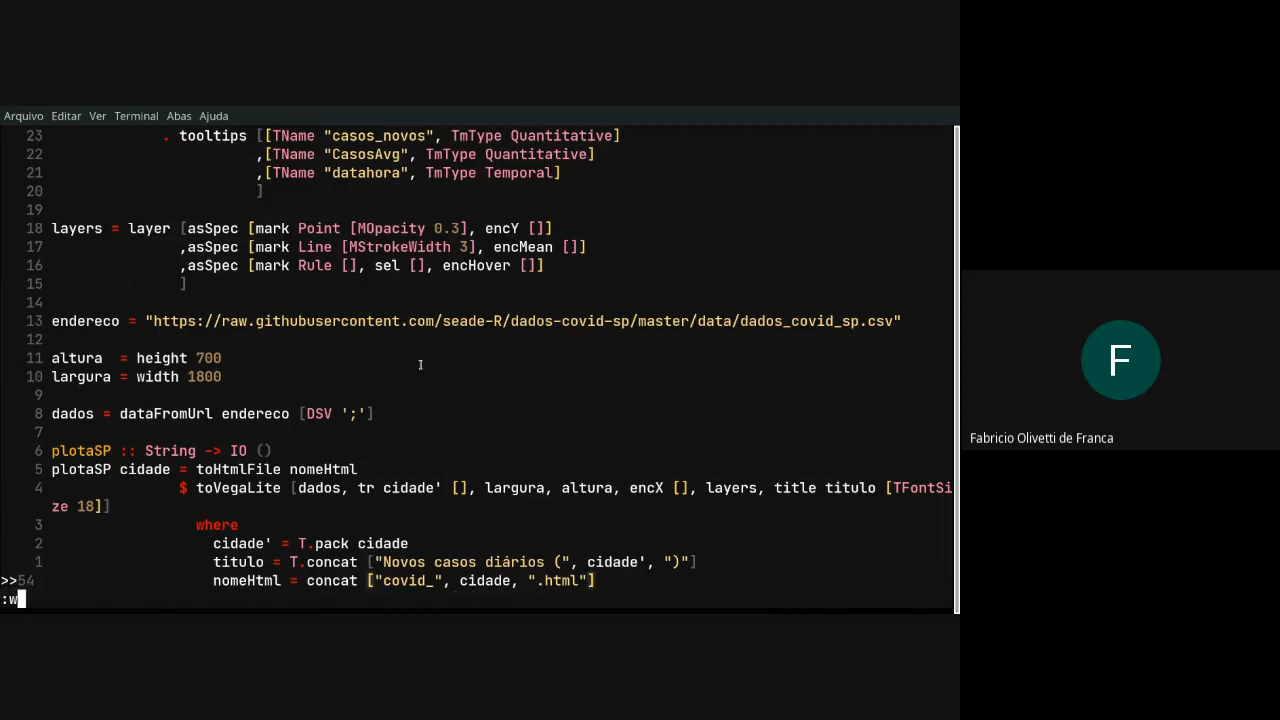 Arquivo Editar Ver Terminal Abas Ajuda
23 . tooltips [[TName "casos_novos", TmType Quantitative]
22 ,[TName "CasosAvg", TmType Quantitative]
21 ,[TName "datahora", TmType Temporal]
20 ]
19
18 layers = layer [asSpec [mark Point [MOpacity 0.3], encY []]
17 ,asSpec [mark Line [MStrokeWidth 3], encMean []]
16 ,asSpec [mark Rule [], sel [], encHover []]
15 ]
14
13 endereco = "https://raw.githubusercontent.com/seade-R/dados-covid-sp/master/data/dados_covid_sp.csv"
12
11 altura = height 700
10 largura = width 1800
9
8 dados = dataFromUrl endereco [DSV ';']
7
6 plotaSP :: String -> IO ()
5 plotaSP cidade = toHtmlFile nomeHtml
4 $ toVegaLite [dados, tr cidade' [], largura, altura, encX [], layers, title titulo [TFontSi
ze 18]]
3 where
2 cidade' = T.pack cidade
1 titulo = T.concat ["Novos casos diários (", cidade', ")"]
>>54 nomeHtml = concat ["covid_", cidade, ".html"]
:w
F
Fabricio Olivetti de Franca